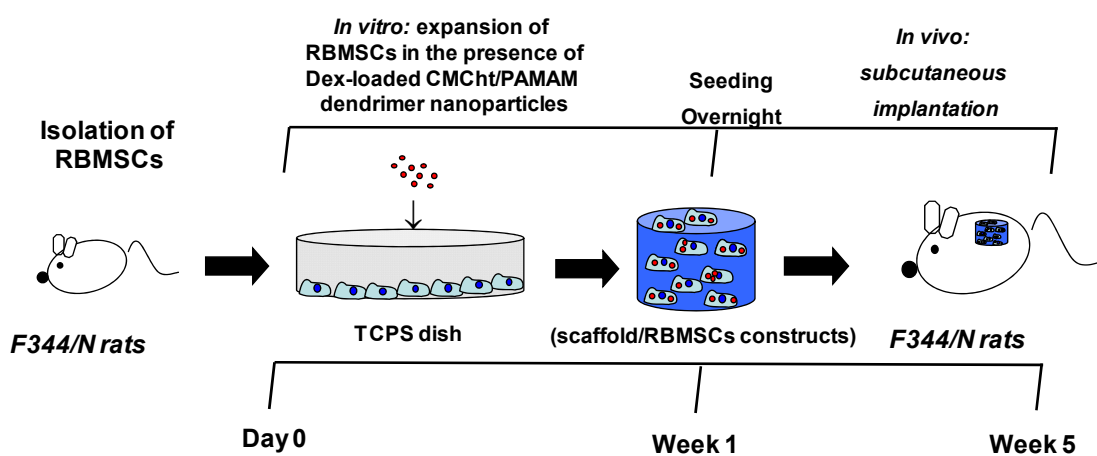 In vitro: expansion of
RBMSCs in the presence of
Dex-loaded CMCht/PAMAM
dendrimer nanoparticles
Seeding
Overnight
In vivo:
subcutaneous
implantation
Isolation of
RBMSCs
F344/N rats
TCPS dish
(scaffold/RBMSCs constructs)
F344/N rats
Day 0
Week 1
Week 5